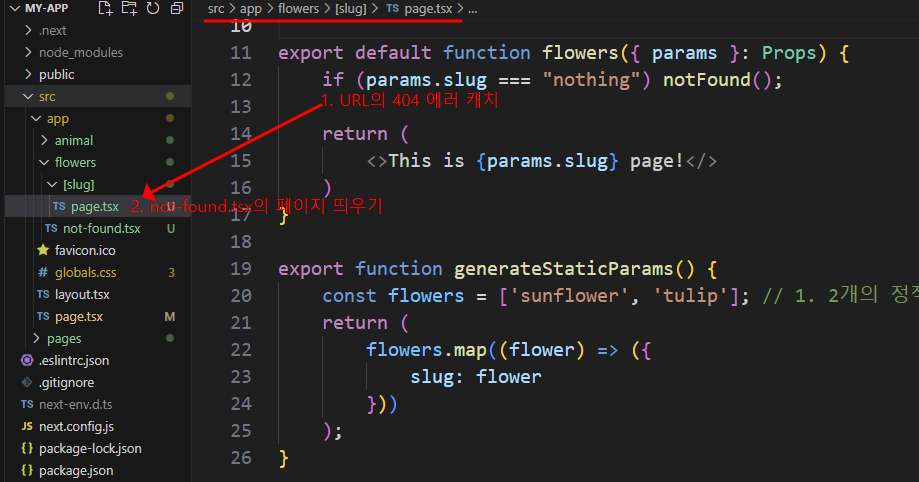 MY-APP
.next
node_modules
public
src
app
animal
flowers
[slug]
TS page.tsx U
TS not-found.tsx U
favicon.ico
# globals.css 3
TS layout.tsx
TS page.tsx M
pages
.eslintrc.json
.gitignore
TS next-env.d.ts
JS next.config.js
{} package-lock.json
{} package.json
src > app > flowers > [slug] > TS page.tsx > ...
10
11 export default function flowers({ params }: Props) {
12 if (params.slug === "nothing") notFound();
13
1. URL의 404 에러 캐치
14 return (
15 <>This is {params.slug} page!</>
16 )
2. not-found.tsx의 페이지 띄우기
17 }
18
19 export function generateStaticParams() {
20 const flowers = ['sunflower', 'tulip']; // 1. 2개의
21 return (
22 flowers.map((flower) => ({
23 slug: flower
24 }))
25 );
26 }